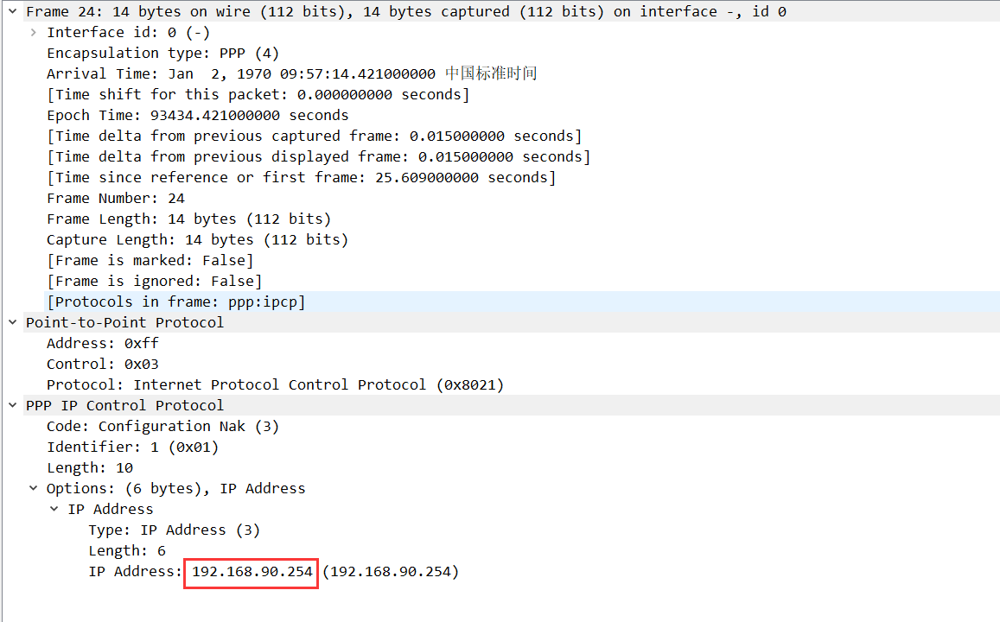 Frame 24: 14 bytes on wire (112 bits), 14 bytes captured (112 bits) on interface -, id 0
Interface id: 0 (-)
Encapsulation type: PPP (4)
Arrival Time: Jan  2, 1970 09:57:14.421000000 中国标准时间
[Time shift for this packet: 0.000000000 seconds]
Epoch Time: 93434.421000000 seconds
[Time delta from previous captured frame: 0.015000000 seconds]
[Time delta from previous displayed frame: 0.015000000 seconds]
[Time since reference or first frame: 25.609000000 seconds]
Frame Number: 24
Frame Length: 14 bytes (112 bits)
Capture Length: 14 bytes (112 bits)
[Frame is marked: False]
[Frame is ignored: False]
[Protocols in frame: ppp:ipcp]
Point-to-Point Protocol
Address: 0xff
Control: 0x03
Protocol: Internet Protocol Control Protocol (0x8021)
PPP IP Control Protocol
Code: Configuration Nak (3)
Identifier: 1 (0x01)
Length: 10
Options: (6 bytes), IP Address
IP Address
Type: IP Address (3)
Length: 6
IP Address: 192.168.90.254 (192.168.90.254)